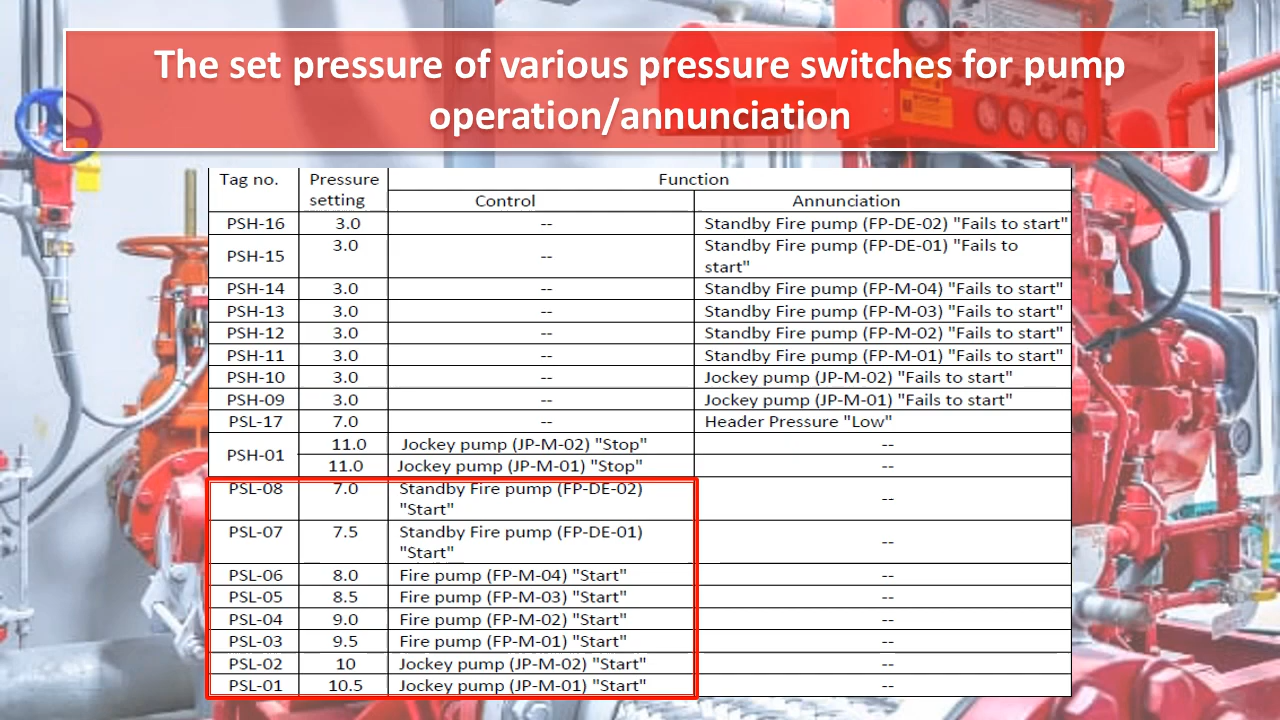 The set pressure of various pressure switches for pump
operation/annunciation
Tag no. Pressure setting Function
Control Annunciation
PSH-16 3.0 -- Standby Fire pump (FP-DE-02) "Fails to start"
PSH-15 3.0 -- Standby Fire pump (FP-DE-01) "Fails to
start"
PSH-14 3.0 -- Standby Fire pump (FP-M-04) "Fails to start"
PSH-13 3.0 -- Standby Fire pump (FP-M-03) "Fails to start"
PSH-12 3.0 -- Standby Fire pump (FP-M-02) "Fails to start"
PSH-11 3.0 -- Standby Fire pump (FP-M-01) "Fails to start"
PSH-10 3.0 -- Jockey pump (JP-M-02) "Fails to start"
PSH-09 3.0 -- Jockey pump (JP-M-01) "Fails to start"
PSL-17 7.0 -- Header Pressure "Low"
PSH-01 11.0 Jockey pump (JP-M-02) "Stop" --
11.0 Jockey pump (JP-M-01) "Stop" --
PSL-08 7.0 Standby Fire pump (FP-DE-02) --
"Start"
PSL-07 7.5 Standby Fire pump (FP-DE-01) --
"Start"
PSL-06 8.0 Fire pump (FP-M-04) "Start" --
PSL-05 8.5 Fire pump (FP-M-03) "Start" --
PSL-04 9.0 Fire pump (FP-M-02) "Start" --
PSL-03 9.5 Fire pump (FP-M-01) "Start" --
PSL-02 10 Jockey pump (JP-M-02) "Start" --
PSL-01 10.5 Jockey pump (JP-M-01) "Start" --